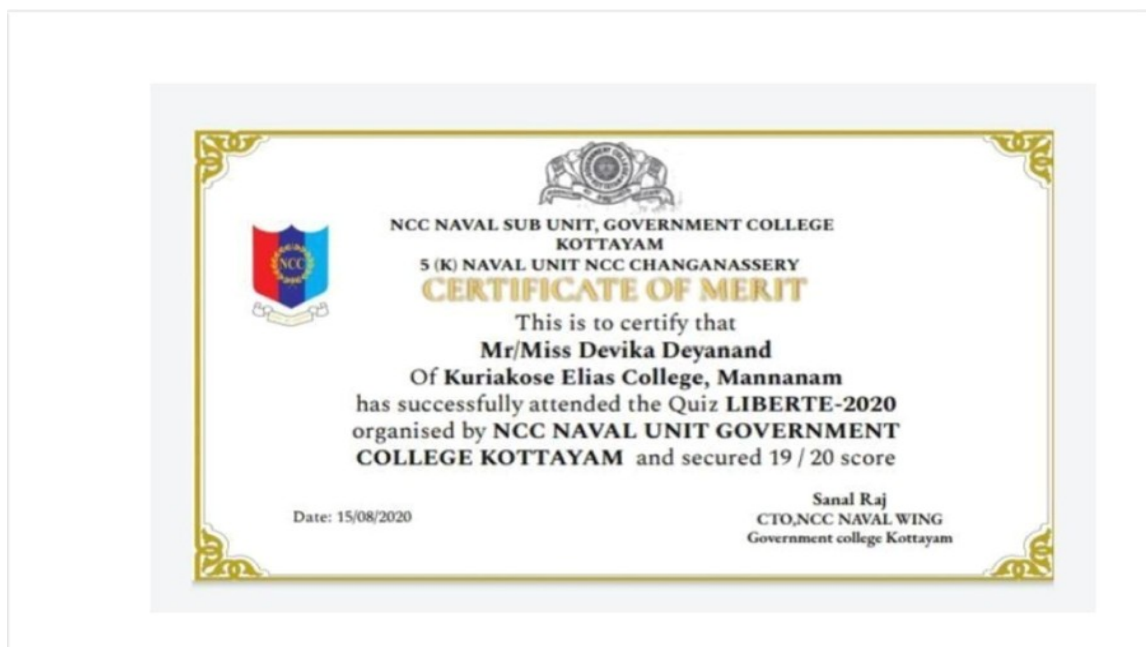 NCC NAVAL SUB UNIT, GOVERNMENT COLLEGE
KOTTAYAM
5 (K) NAVAL UNIT NCC CHANGANASSERY
NCC
CERTIFICATE OF MERIT
This is to certify that
Mr/Miss Devika Deyanand
Of Kuriakose Elias College, Mannanam
has successfully attended the Quiz LIBERTE-2020
organised by NCC NAVAL UNIT GOVERNMENT
COLLEGE KOTTAYAM and secured 19 / 20 score
Date: 15/08/2020
Sanal Raj
CTO,NCC NAVAL WING
Government college Kottayam